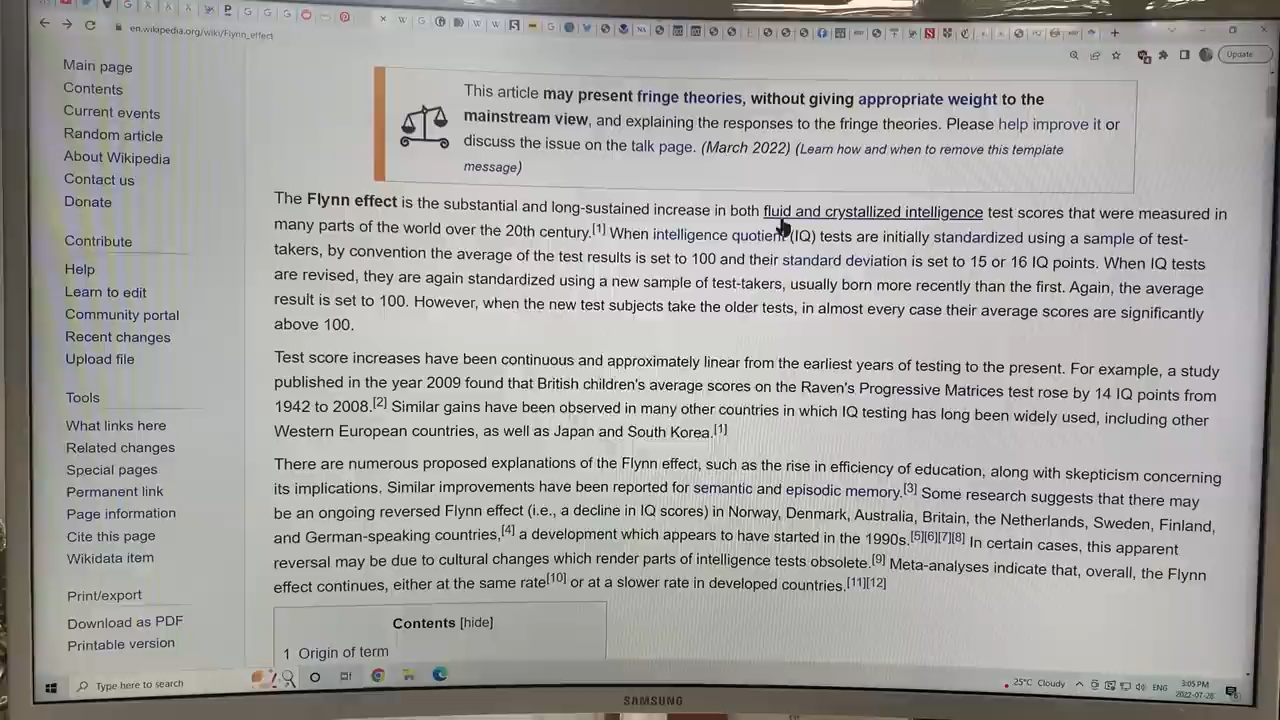 en.wikipedia.org/wiki/Flynn_effect
Update
Main page
Contents
Current events
Random article
About Wikipedia
Contact us
Donate
Contribute
Help
Learn to edit
Community portal
Recent changes
Upload file
Tools
What links here
Related changes
Special pages
Permanent link
Page information
Cite this page
Wikidata item
Print/export
Download as PDF
Printable version
This article may present fringe theories, without giving appropriate weight to the
mainstream view, and explaining the responses to the fringe theories. Please help improve it or
discuss the issue on the talk page. (March 2022) (Learn how and when to remove this template
message)
The Flynn effect is the substantial and long-sustained increase in both fluid and crystallized intelligence test scores that were measured in
many parts of the world over the 20th century.[1] When intelligence quotient (IQ) tests are initially standardized using a sample of test-
takers, by convention the average of the test results is set to 100 and their standard deviation is set to 15 or 16 IQ points. When IQ tests
are revised, they are again standardized using a new sample of test-takers, usually born more recently than the first. Again, the average
result is set to 100. However, when the new test subjects take the older tests, in almost every case their average scores are significantly
above 100.
Test score increases have been continuous and approximately linear from the earliest years of testing to the present. For example, a study
published in the year 2009 found that British children's average scores on the Raven's Progressive Matrices test rose by 14 IQ points from
1942 to 2008.[2] Similar gains have been observed in many other countries in which IQ testing has long been widely used, including other
Western European countries, as well as Japan and South Korea.[1]
There are numerous proposed explanations of the Flynn effect, such as the rise in efficiency of education, along with skepticism concerning
its implications. Similar improvements have been reported for semantic and episodic memory.[3] Some research suggests that there may
be an ongoing reversed Flynn effect (i.e., a decline in IQ scores) in Norway, Denmark, Australia, Britain, the Netherlands, Sweden, Finland,
and German-speaking countries,[4] a development which appears to have started in the 1990s.[5][6][7][8] In certain cases, this apparent
reversal may be due to cultural changes which render parts of intelligence tests obsolete.[9] Meta-analyses indicate that, overall, the Flynn
effect continues, either at the same rate[10] or at a slower rate in developed countries.[11][12]
Contents [hide]
1 Origin of term
Type here to search
25°C Cloudy
ENG
3:05 PM
2022-07-26
SAMSUNG